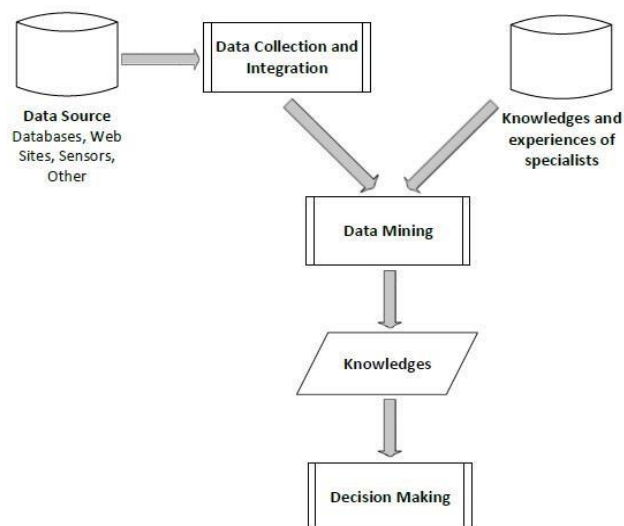 Data Collection and
Integration
Data Source
Databases, Web
Sites, Sensors,
Other
Knowledges and
experiences of
specialists
Data Mining
Knowledges
Decision Making